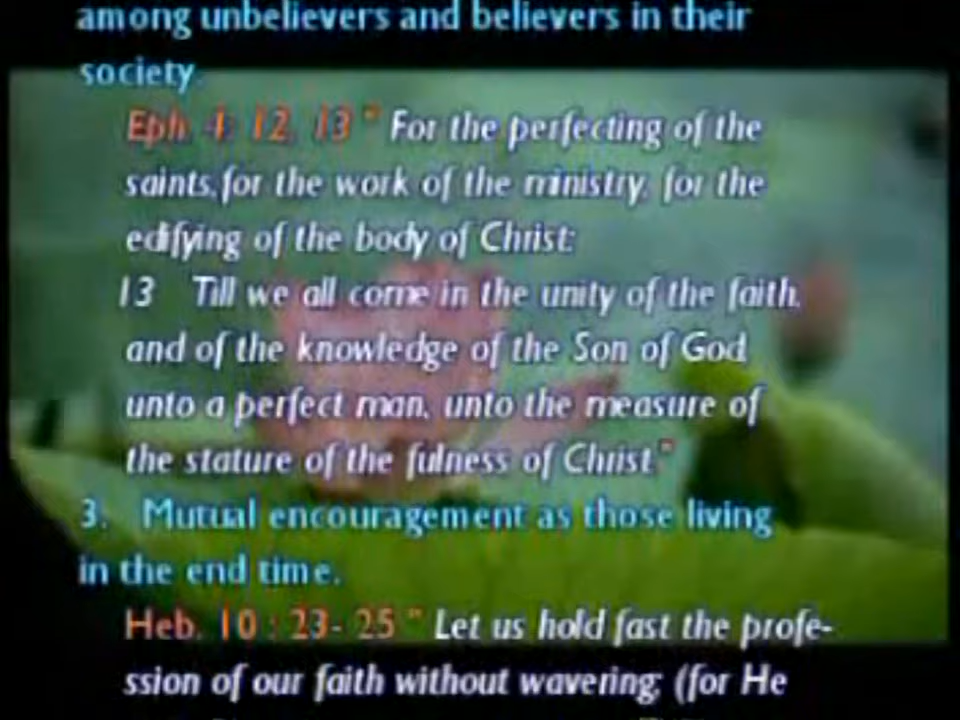 among unbelievers and believers in their
society.
Eph. 4: 12, 13 " For the perfecting of the
saints,for the work of the ministry, for the
edifying of the body of Christ:
13 Till we all come in the unity of the faith,
and of the knowledge of the Son of God,
unto a perfect man, unto the measure of
the stature of the fulness of Christ."
3. Mutual encouragement as those living
in the end time.
Heb. 10 : 23- 25 " Let us hold fast the profe-
ssion of our faith without wavering; (for He